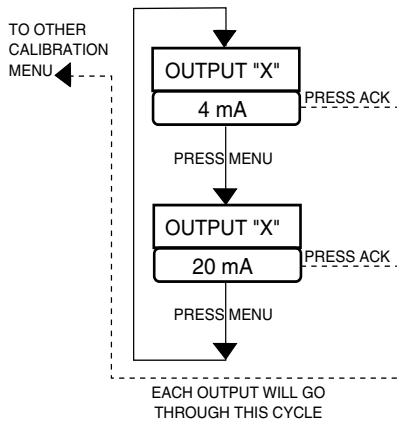 TO OTHER
CALIBRATION
MENU
OUTPUT "X"
4 mA
PRESS ACK
PRESS MENU
OUTPUT "X"
20 mA
PRESS ACK
PRESS MENU
EACH OUTPUT WILL GO
THROUGH THIS CYCLE